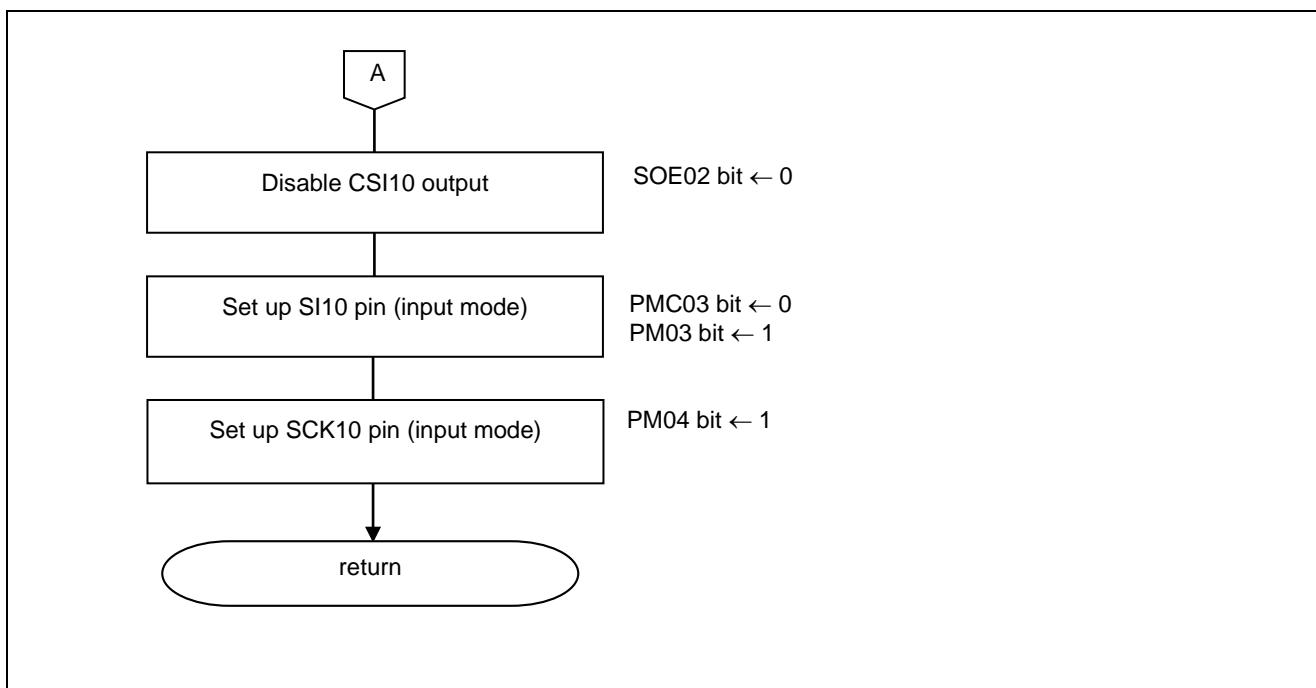 A
Disable CSI10 output
SOE02 bit ← 0
Set up SI10 pin (input mode)
PMC03 bit ← 0
PM03 bit ← 1
Set up SCK10 pin (input mode)
PM04 bit ← 1
return